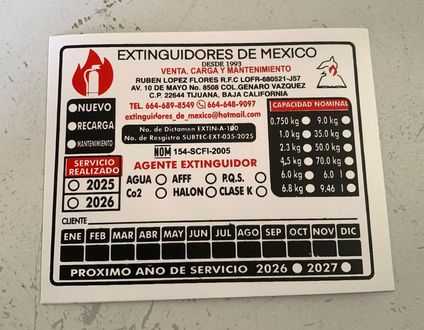 EXTINGUIDORES DE MEXICO
DESDE 1993
VENTA, CARGA Y MANTENIMIENTO
RUBEN LOPEZ FLORES R.F.C LOFR-680521-J57
AV. 10 DE MAYO No. 8508 COL.GENARO VAZQUEZ
C.P. 22644 TIJUANA, BAJA CALIFORNIA
TEL. 664-689-8549 664-648-9097
extinguidores_de_mexico@hotmail.com
NUEVO
RECARGA
MANTENIMIENTO
No. de Dictamen EXTIN-A-100
No. de Resgistro SUBTEC-EXT-035-2025
NOM 154-SCFI-2005
CAPACIDAD NOMINAL
0.750 kg 9.0 kg
1.0 kg 35.0 kg
2.3 kg 50.0 kg
4,5 kg 70.0 kg
6.0 kg 6.0 l
6.8 kg 9.46 l
SERVICIO REALIZADO
2025
2026
AGENTE EXTINGUIDOR
AGUA AFFF P.Q.S.
Co2 HALON CLASE K
CLIENTE
ENE FEB MAR ABR MAY JUN JUL AGO SEP OCT NOV DIC
PROXIMO AÑO DE SERVICIO 2026 2027